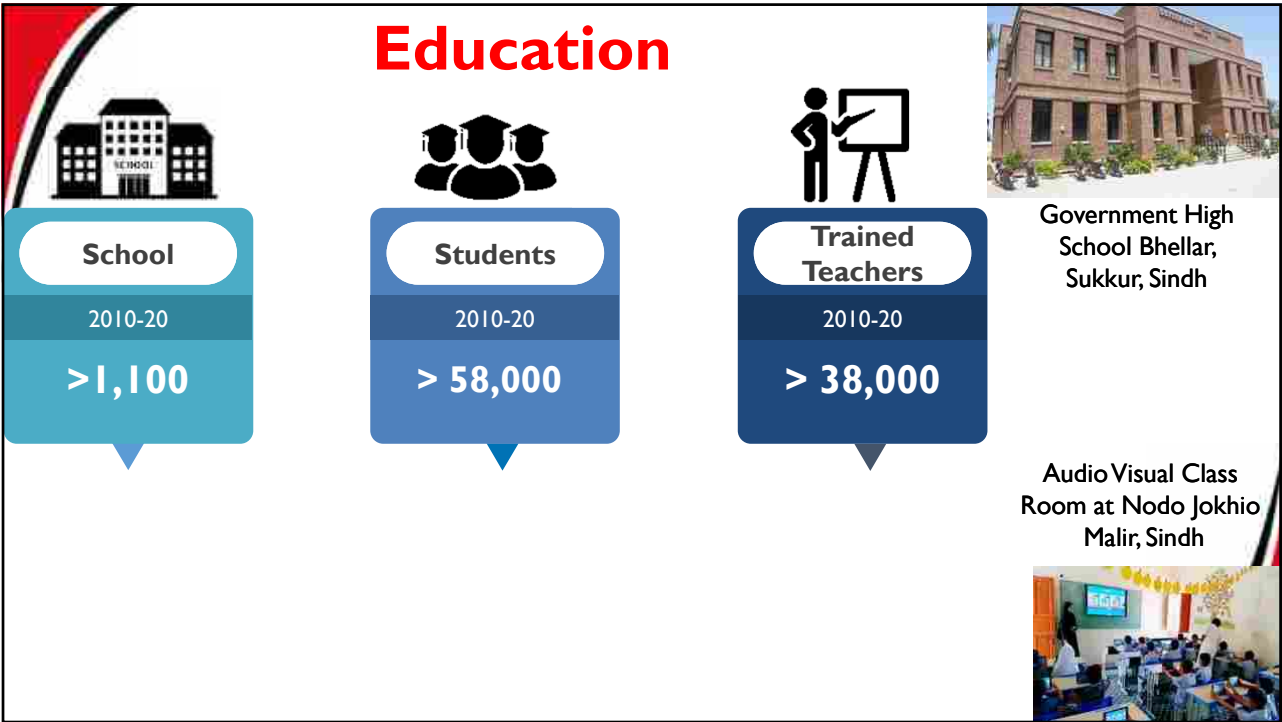 Education
SCHOOL
School
2010-20
>1,100
Students
2010-20
> 58,000
Trained
Teachers
2010-20
> 38,000
Government High
School Bhellar,
Sukkur, Sindh
Audio Visual Class
Room at Nodo Jokhio
Malir, Sindh